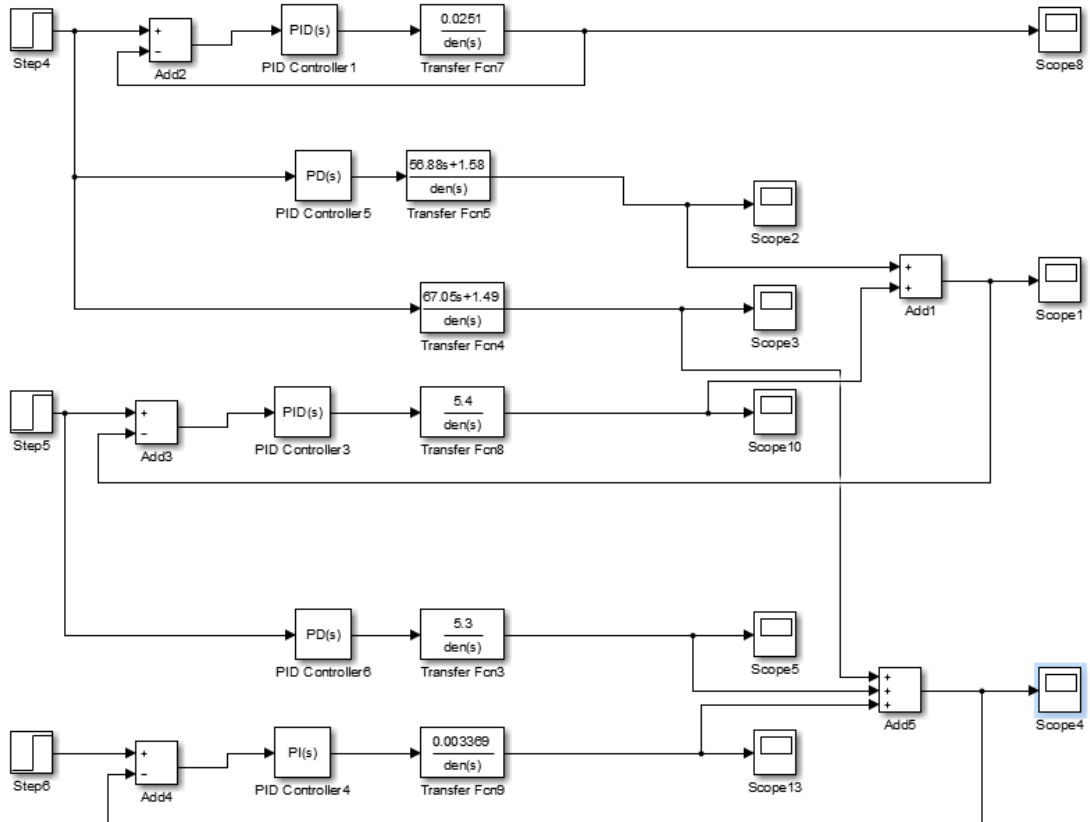 +
−
PID(s)
0.0251
den(s)
Step4
Add2
PID Controller1
Transfer Fcn7
Scope8
PD(s)
56.88s+1.58
den(s)
PID Controller5
Transfer Fcn5
Scope2
+
+
Add1
Scope1
67.05s+1.49
den(s)
Transfer Fcn4
Scope3
+
−
PID(s)
5.4
den(s)
Step5
Add3
PID Controller3
Transfer Fcn8
Scope10
PD(s)
5.3
den(s)
PID Controller6
Transfer Fcn3
Scope5
+
+
+
Add5
Scope4
+
−
PI(s)
0.003369
den(s)
Step6
Add4
PID Controller4
Transfer Fcn9
Scope13